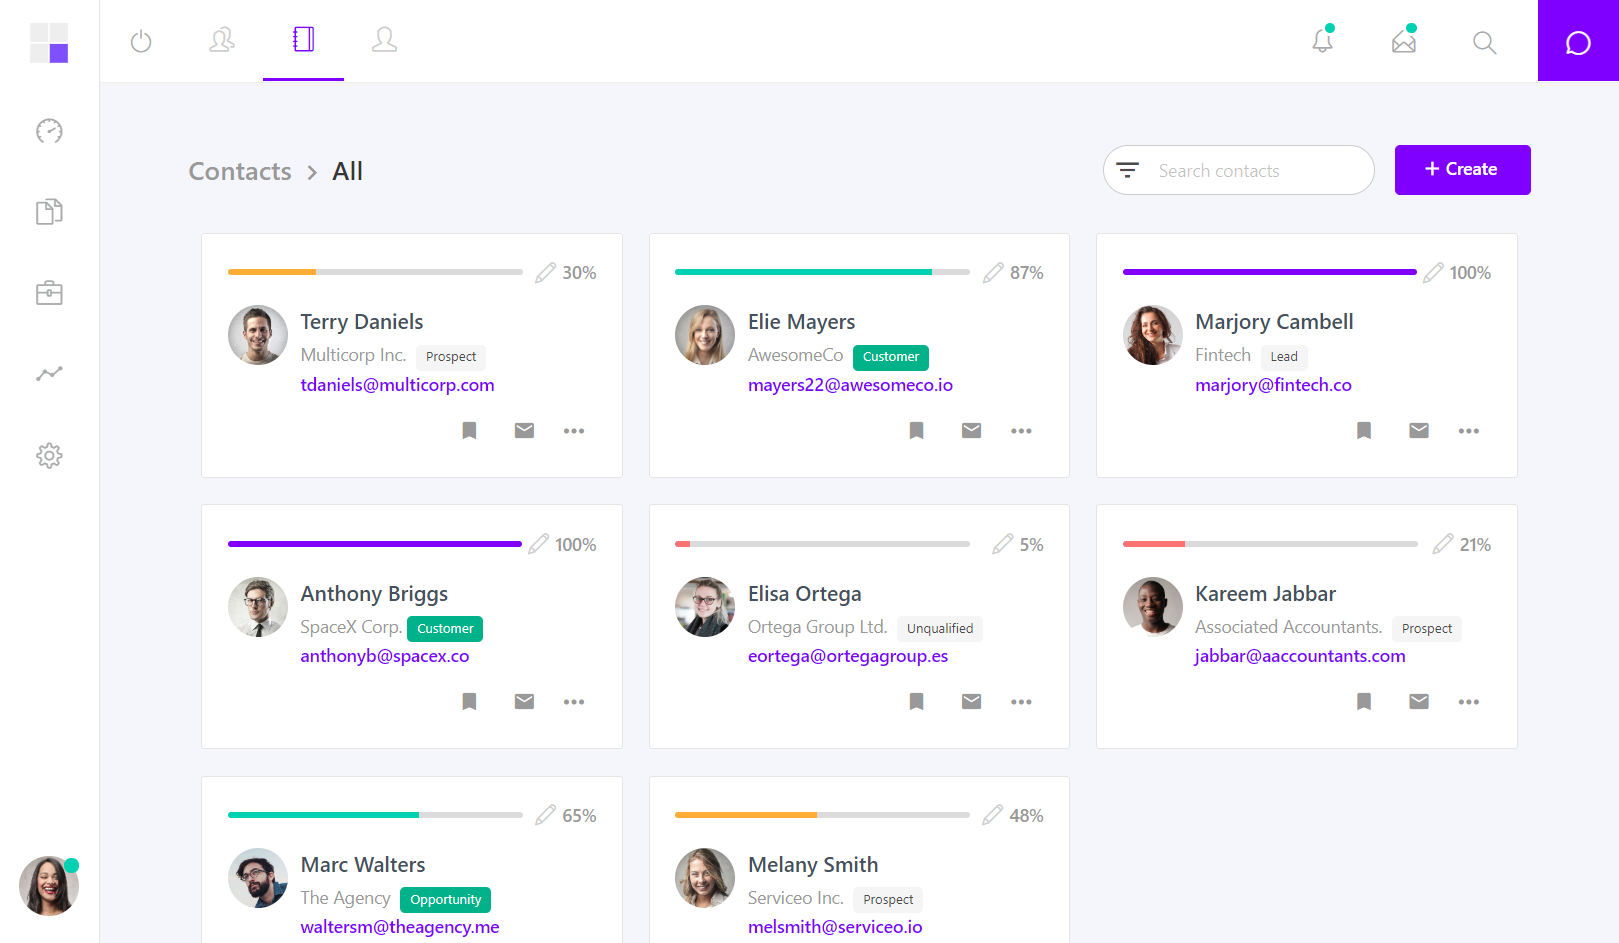 Contacts > All
Search contacts
+ Create
30%
Terry Daniels
Multicorp Inc. Prospect
tdaniels@multicorp.com
87%
Elie Mayers
AwesomeCo Customer
mayers22@awesomeco.io
100%
Marjory Cambell
Fintech Lead
marjory@fintech.co
100%
Anthony Briggs
SpaceX Corp. Customer
anthonyb@spacex.co
5%
Elisa Ortega
Ortega Group Ltd. Unqualified
eortega@ortegagroup.es
21%
Kareem Jabbar
Associated Accountants. Prospect
jabbar@aaccountants.com
65%
Marc Walters
The Agency Opportunity
waltersm@theagency.me
48%
Melany Smith
Serviceo Inc. Prospect
melsmith@serviceo.io